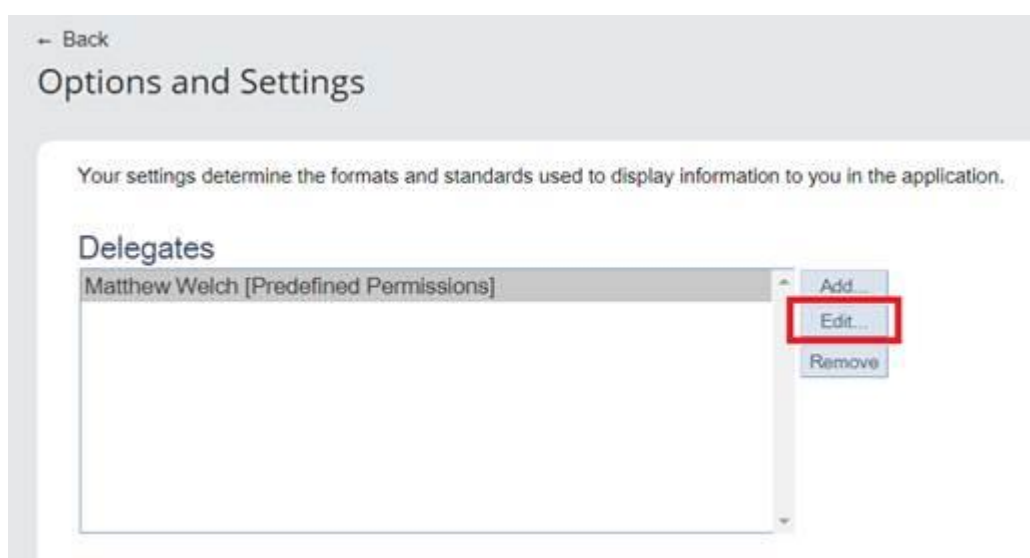 ← Back
Options and Settings
Your settings determine the formats and standards used to display information to you in the application.
Delegates
Matthew Welch [Predefined Permissions]
Add...
Edit...
Remove